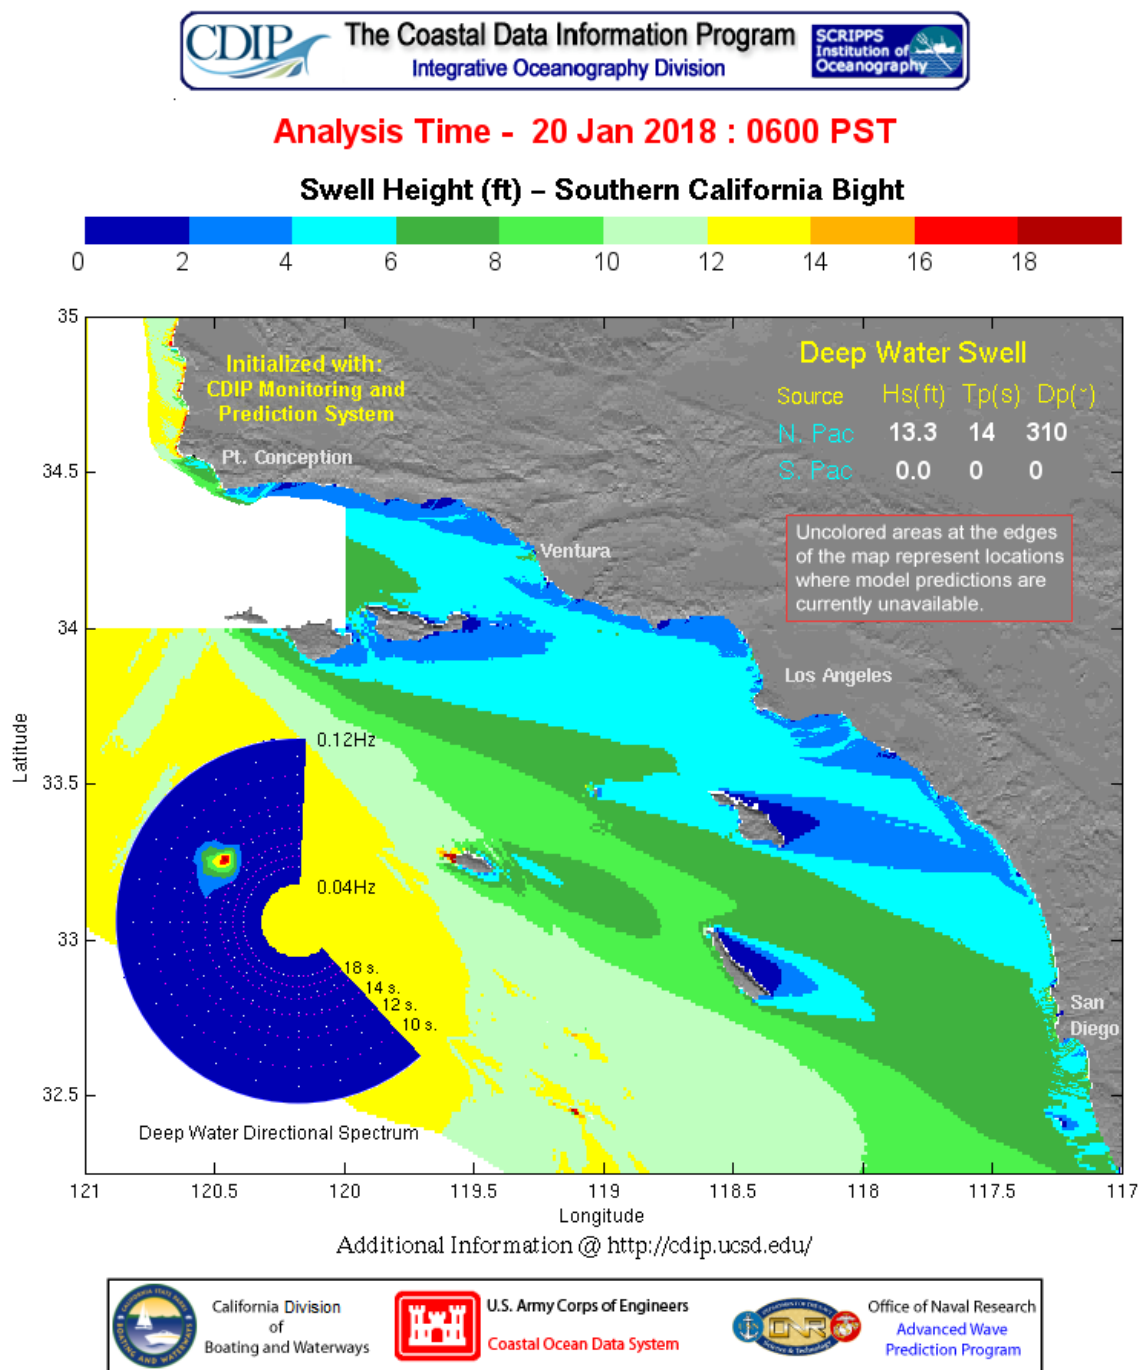 CDIP
The Coastal Data Information Program
Integrative Oceanography Division
SCRIPPS
Institution of
Oceanography
Analysis Time - 20 Jan 2018 : 0600 PST
Swell Height (ft) – Southern California Bight
0 2 4 6 8 10 12 14 16 18
35
34.5
34
33.5
33
32.5
Latitude
Initialized with:
CDIP Monitoring and
Prediction System
Pt. Conception
Deep Water Swell
Source Hs(ft) Tp(s) Dp(˘)
N. Pac 13.3 14 310
S. Pac 0.0 0 0
Uncolored areas at the edges
of the map represent locations
where model predictions are
currently unavailable.
Ventura
Los Angeles
San
Diego
0.12Hz
0.04Hz
18 s.
14 s.
12 s.
10 s.
Deep Water Directional Spectrum
121 120.5 120 119.5 119 118.5 118 117.5 117
Longitude
Additional Information @ http://cdip.ucsd.edu/
California Division
of
Boating and Waterways
U.S. Army Corps of Engineers
Coastal Ocean Data System
ONR
Office of Naval Research
Advanced Wave
Prediction Program